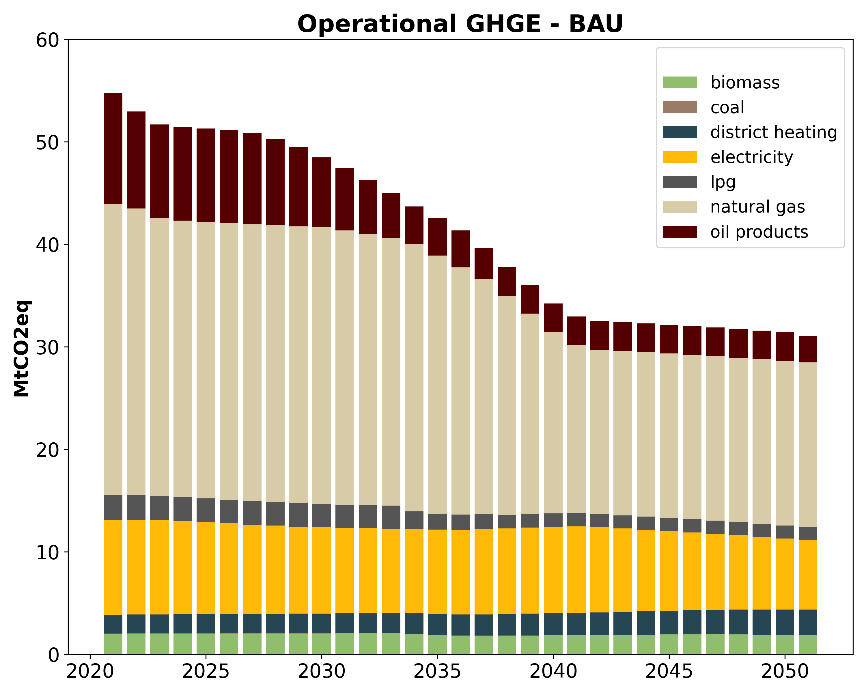 Operational GHGE - BAU
60
50
40
30
20
10
0
MtCO2eq
biomass
coal
district heating
electricity
lpg
natural gas
oil products
2020 2025 2030 2035 2040 2045 2050